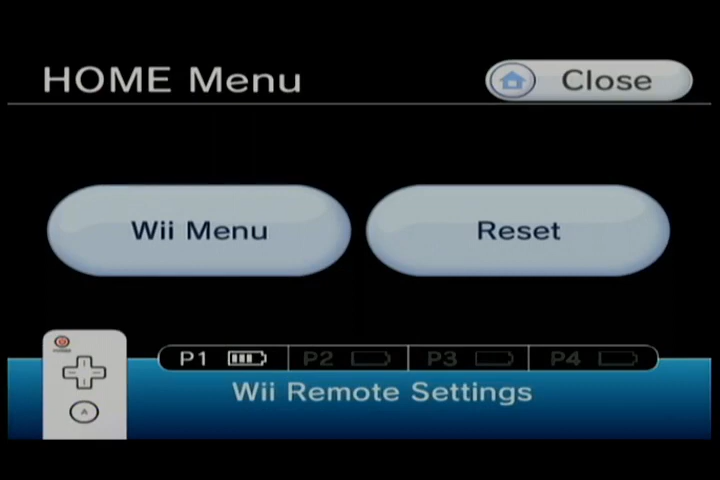 HOME Menu
Close
Wii Menu
Reset
P1
P2
P3
P4
Wii Remote Settings
A